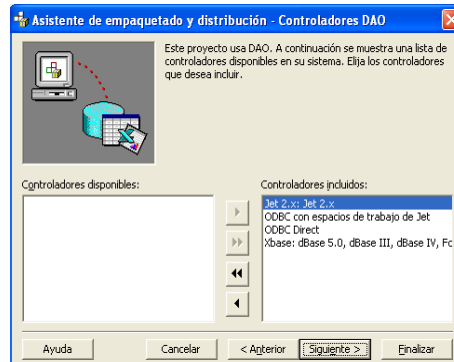 Asistente de empaquetado y distribución - Controladores DAO
Este proyecto usa DAO. A continuación se muestra una lista de
controladores disponibles en su sistema. Elija los controladores
que desea incluir.
Controladores disponibles:
Controladores incluidos:
Jet 2.x: Jet 2.x
ODBC con espacios de trabajo de Jet
ODBC Direct
Xbase: dBase 5.0, dBase III, dBase IV, Fo
Ayuda
Cancelar
< Anterior
Siguiente >
Finalizar